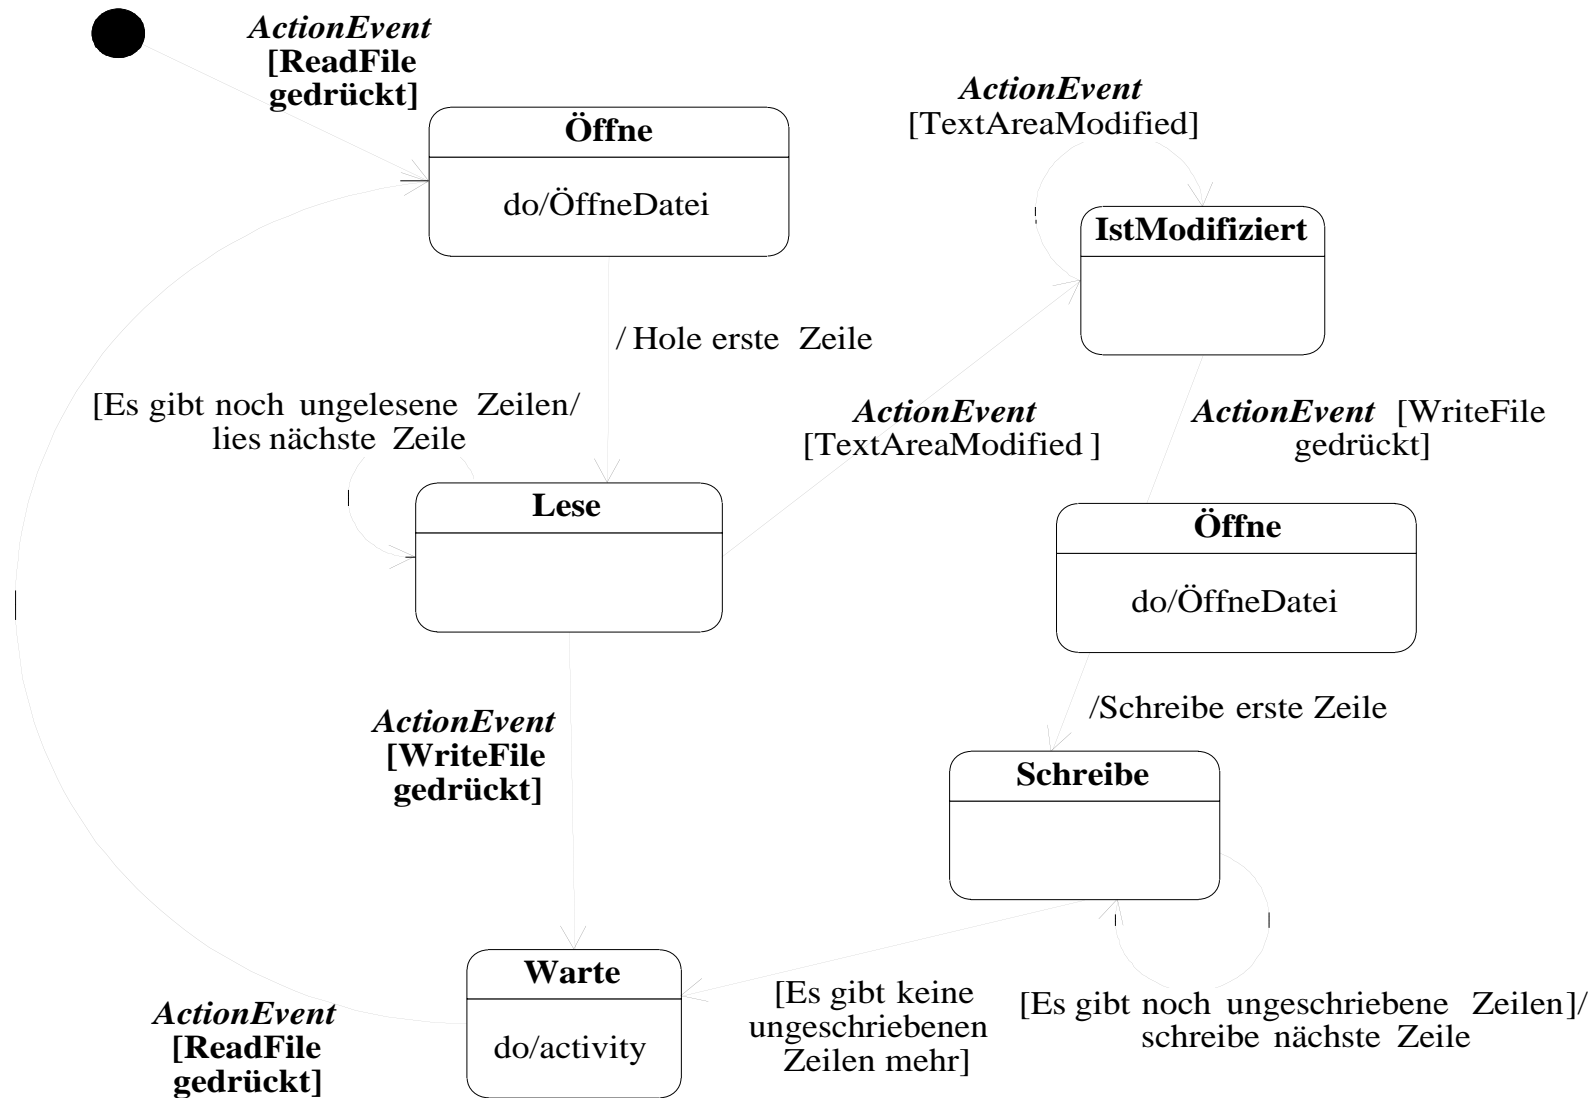 ActionEvent
[ReadFile
gedrückt]
Öffne
do/ÖffneDatei
ActionEvent
[TextAreaModified]
IstModifiziert
/ Hole erste Zeile
[Es gibt noch ungelesene Zeilen/
lies nächste Zeile
ActionEvent
[TextAreaModified ]
ActionEvent [WriteFile
gedrückt]
Lese
Öffne
do/ÖffneDatei
ActionEvent
[WriteFile
gedrückt]
/Schreibe erste Zeile
Schreibe
Warte
do/activity
ActionEvent
[ReadFile
gedrückt]
[Es gibt keine
ungeschriebenen
Zeilen mehr]
[Es gibt noch ungeschriebene Zeilen]/
schreibe nächste Zeile